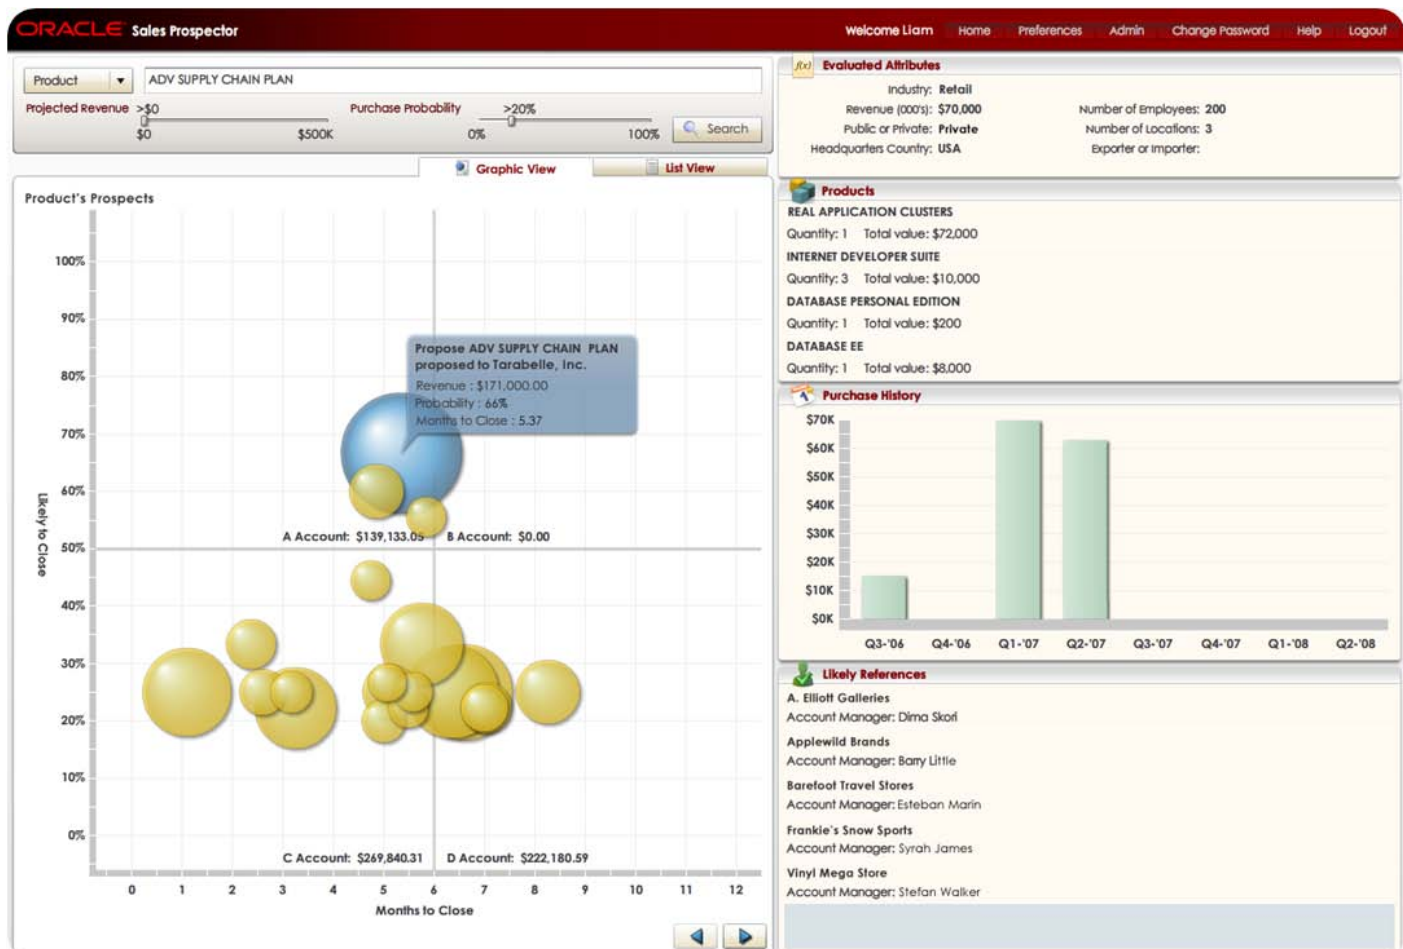 ORACLE Sales Prospector
Welcome Liam Home Preferences Admin Change Password Help Logout
Product ADV SUPPLY CHAIN PLAN
Projected Revenue >$0 Purchase Probability >20%
$0 $500K 0% 100% Search
Graphic View List View
Product's Prospects
100%
90%
80%
70%
60%
50%
40%
30%
20%
10%
0%
Likely to Close
Propose ADV SUPPLY CHAIN PLAN
proposed to Tarabelle, Inc.
Revenue : $171,000.00
Probability : 66%
Months to Close : 5.37
A Account: $139,133.05 B Account: $0.00
C Account: $269,840.31 D Account: $222,180.59
0 1 2 3 4 5 6 7 8 9 10 11 12
Months to Close
f(x) Evaluated Attributes
Industry: Retail
Revenue (000's): $70,000 Number of Employees: 200
Public or Private: Private Number of Locations: 3
Headquarters Country: USA Exporter or Importer:
Products
REAL APPLICATION CLUSTERS
Quantity: 1 Total value: $72,000
INTERNET DEVELOPER SUITE
Quantity: 3 Total value: $10,000
DATABASE PERSONAL EDITION
Quantity: 1 Total value: $200
DATABASE EE
Quantity: 1 Total value: $8,000
Purchase History
$70K
$60K
$50K
$40K
$30K
$20K
$10K
$0K
Q3-'06 Q4-'06 Q1-'07 Q2-'07 Q3-'07 Q4-'07 Q1-'08 Q2-'08
Likely References
A. Elliott Galleries
Account Manager: Dima Skori
Applewild Brands
Account Manager: Barry Little
Barefoot Travel Stores
Account Manager: Esteban Marin
Frankie's Snow Sports
Account Manager: Syrah James
Vinyl Mega Store
Account Manager: Stefan Walker